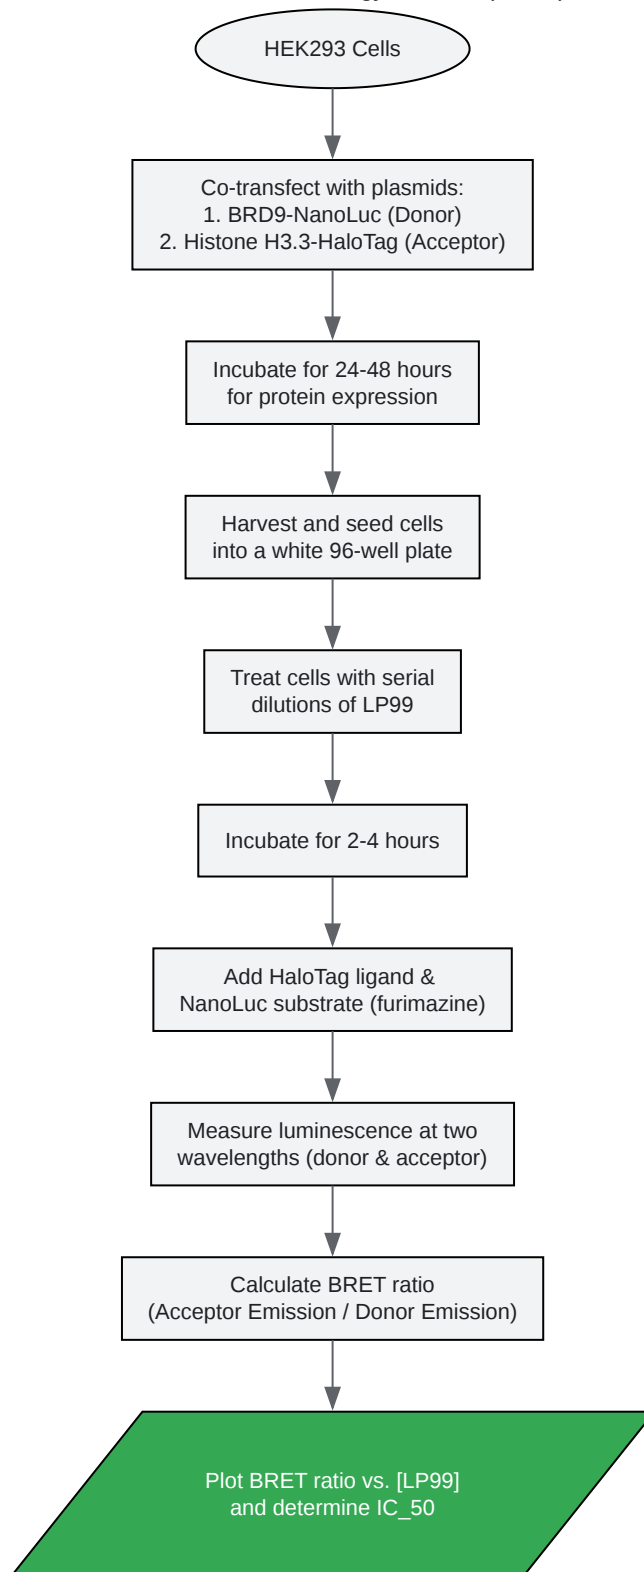 HEK293 Cells
Co-transfect with plasmids:
1. BRD9-NanoLuc (Donor)
2. Histone H3.3-HaloTag (Acceptor)
Incubate for 24-48 hours
for protein expression
Harvest and seed cells
into a white 96-well plate
Treat cells with serial
dilutions of LP99
Incubate for 2-4 hours
Add HaloTag ligand &
NanoLuc substrate (furimazine)
Measure luminescence at two
wavelengths (donor & acceptor)
Calculate BRET ratio
(Acceptor Emission / Donor Emission)
Plot BRET ratio vs. [LP99]
and determine IC_50